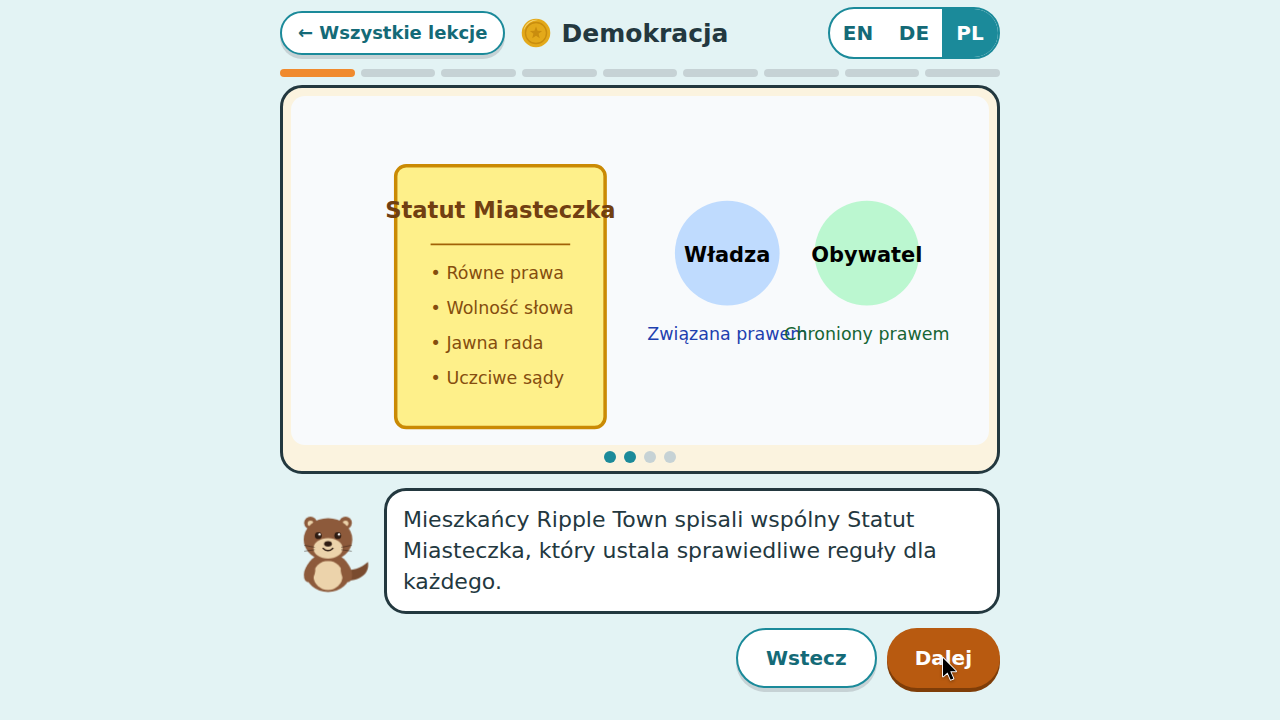 ← Wszystkie lekcje
Demokracja
EN DE PL
Statut Miasteczka
• Równe prawa
• Wolność słowa
• Jawna rada
• Uczciwe sądy
Władza
Obywatel
Związana prawem
Chroniony prawem
Mieszkańcy Ripple Town spisali wspólny Statut
Miasteczka, który ustala sprawiedliwe reguły dla
każdego.
Wstecz
Dalej